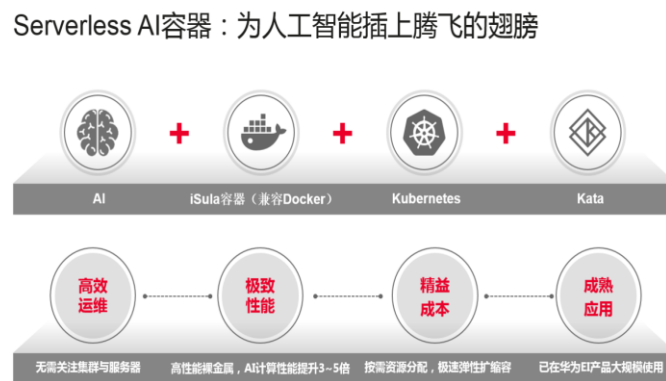 Serverless AI容器：为人工智能插上腾飞的翅膀
AI
iSula容器（兼容Docker）
Kubernetes
Kata
高效
运维
极致
性能
精益
成本
成熟
应用
无需关注集群与服务器
高性能裸金属，AI计算性能提升3~5倍
按需资源分配，极速弹性扩缩容
已在华为EI产品大规模使用